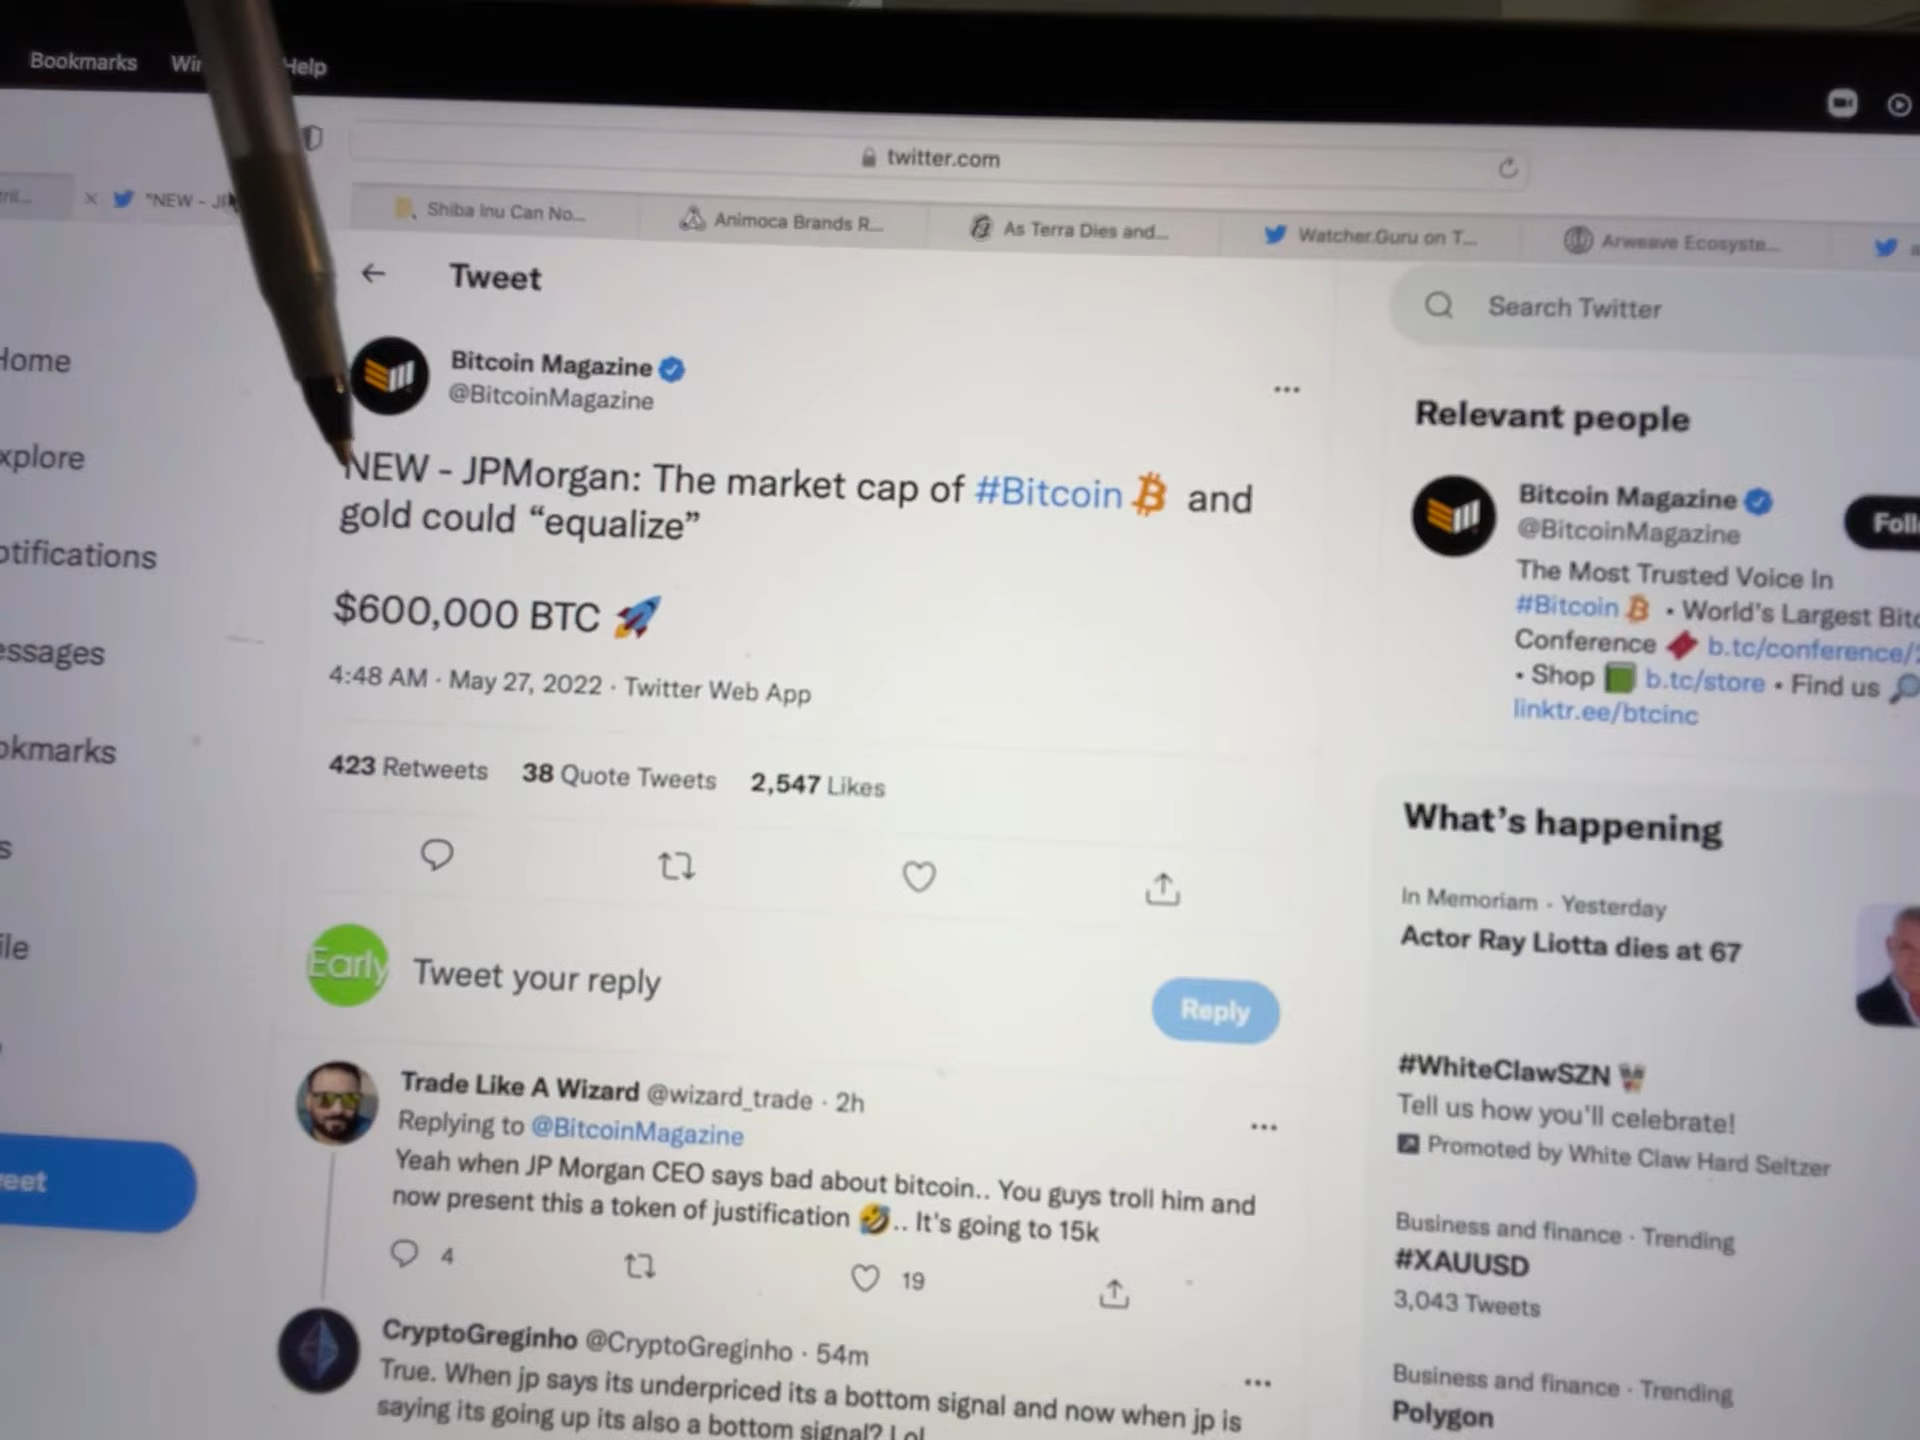 Bookmarks
Help
twitter.com
"NEW - JP
Shiba Inu Can No...
Animoca Brands R...
As Terra Dies and...
Watcher.Guru on T...
Arweave Ecosyste...
Tweet
Search Twitter
Home
xplore
otifications
essages
okmarks
s
ile
eet
Bitcoin Magazine
@BitcoinMagazine
NEW - JPMorgan: The market cap of #Bitcoin ₿ and
gold could “equalize”
$600,000 BTC 🚀
4:48 AM · May 27, 2022 · Twitter Web App
423 Retweets 38 Quote Tweets 2,547 Likes
Early
Tweet your reply
Reply
Trade Like A Wizard @wizard_trade · 2h
Replying to @BitcoinMagazine
Yeah when JP Morgan CEO says bad about bitcoin.. You guys troll him and
now present this a token of justification 🤣.. It's going to 15k
4
19
CryptoGreginho @CryptoGreginho · 54m
True. When jp says its underpriced its a bottom signal and now when jp is
saying its going up its also a bottom signal? Lol
Relevant people
Bitcoin Magazine
@BitcoinMagazine
Foll
The Most Trusted Voice In
#Bitcoin ₿ • World's Largest Bitc
Conference b.tc/conference/2
• Shop b.tc/store • Find us
linktr.ee/btcinc
What’s happening
In Memoriam · Yesterday
Actor Ray Liotta dies at 67
#WhiteClawSZN
Tell us how you'll celebrate!
Promoted by White Claw Hard Seltzer
Business and finance · Trending
#XAUUSD
3,043 Tweets
Business and finance · Trending
Polygon